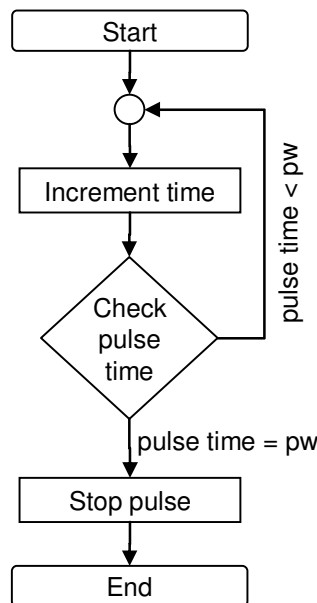 Start
Increment time
pulse time < pw
Check
pulse
time
pulse time = pw
Stop pulse
End